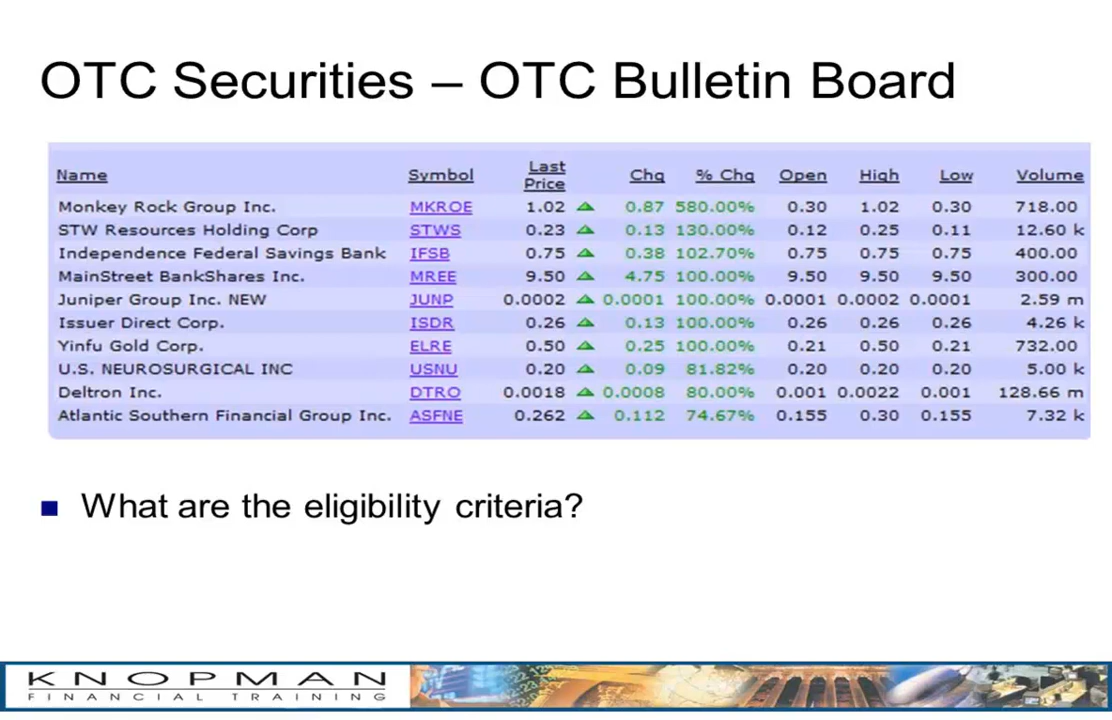 OTC Securities – OTC Bulletin Board
Name Symbol Last Price Chg % Chg Open High Low Volume
Monkey Rock Group Inc. MKROE 1.02 0.87 580.00% 0.30 1.02 0.30 718.00
STW Resources Holding Corp STWS 0.23 0.13 130.00% 0.12 0.25 0.11 12.60 k
Independence Federal Savings Bank IFSB 0.75 0.38 102.70% 0.75 0.75 0.75 400.00
MainStreet BankShares Inc. MREE 9.50 4.75 100.00% 9.50 9.50 9.50 300.00
Juniper Group Inc. NEW JUNP 0.0002 0.0001 100.00% 0.0001 0.0002 0.0001 2.59 m
Issuer Direct Corp. ISDR 0.26 0.13 100.00% 0.26 0.26 0.26 4.26 k
Yinfu Gold Corp. ELRE 0.50 0.25 100.00% 0.21 0.50 0.21 732.00
U.S. NEUROSURGICAL INC USNU 0.20 0.09 81.82% 0.20 0.20 0.20 5.00 k
Deltron Inc. DTRO 0.0018 0.0008 80.00% 0.001 0.0022 0.001 128.66 m
Atlantic Southern Financial Group Inc. ASFNE 0.262 0.112 74.67% 0.155 0.30 0.155 7.32 k
What are the eligibility criteria?
KNOPMAN
FINANCIAL TRAINING